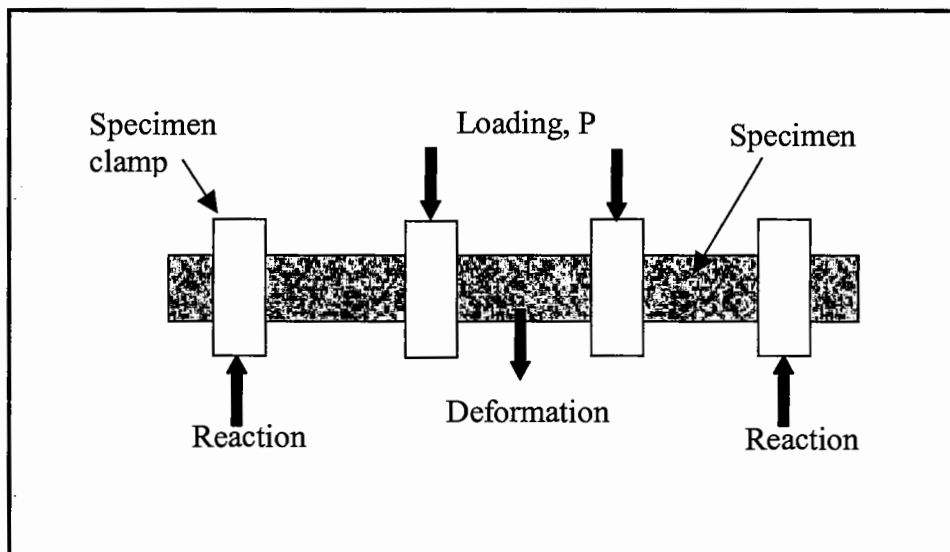 Specimen
clamp
Loading, P
Specimen
Deformation
Reaction
Reaction